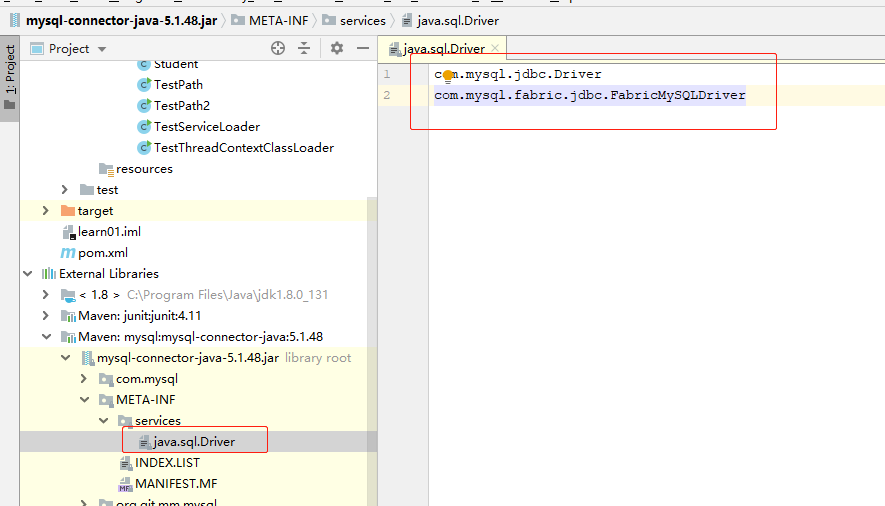 mysql-connector-java-5.1.48.jar META-INF services java.sql.Driver
1: Project
Project
java.sql.Driver
Student
TestPath
TestPath2
TestServiceLoader
TestThreadContextClassLoader
resources
test
target
learn01.iml
pom.xml
External Libraries
< 1.8 > C:\Program Files\Java\jdk1.8.0_131
Maven: junit:junit:4.11
Maven: mysql:mysql-connector-java:5.1.48
mysql-connector-java-5.1.48.jar library root
com.mysql
META-INF
services
java.sql.Driver
INDEX.LIST
MANIFEST.MF
org.git.mm.mysql
1 com.mysql.jdbc.Driver
2 com.mysql.fabric.jdbc.FabricMySQLDriver